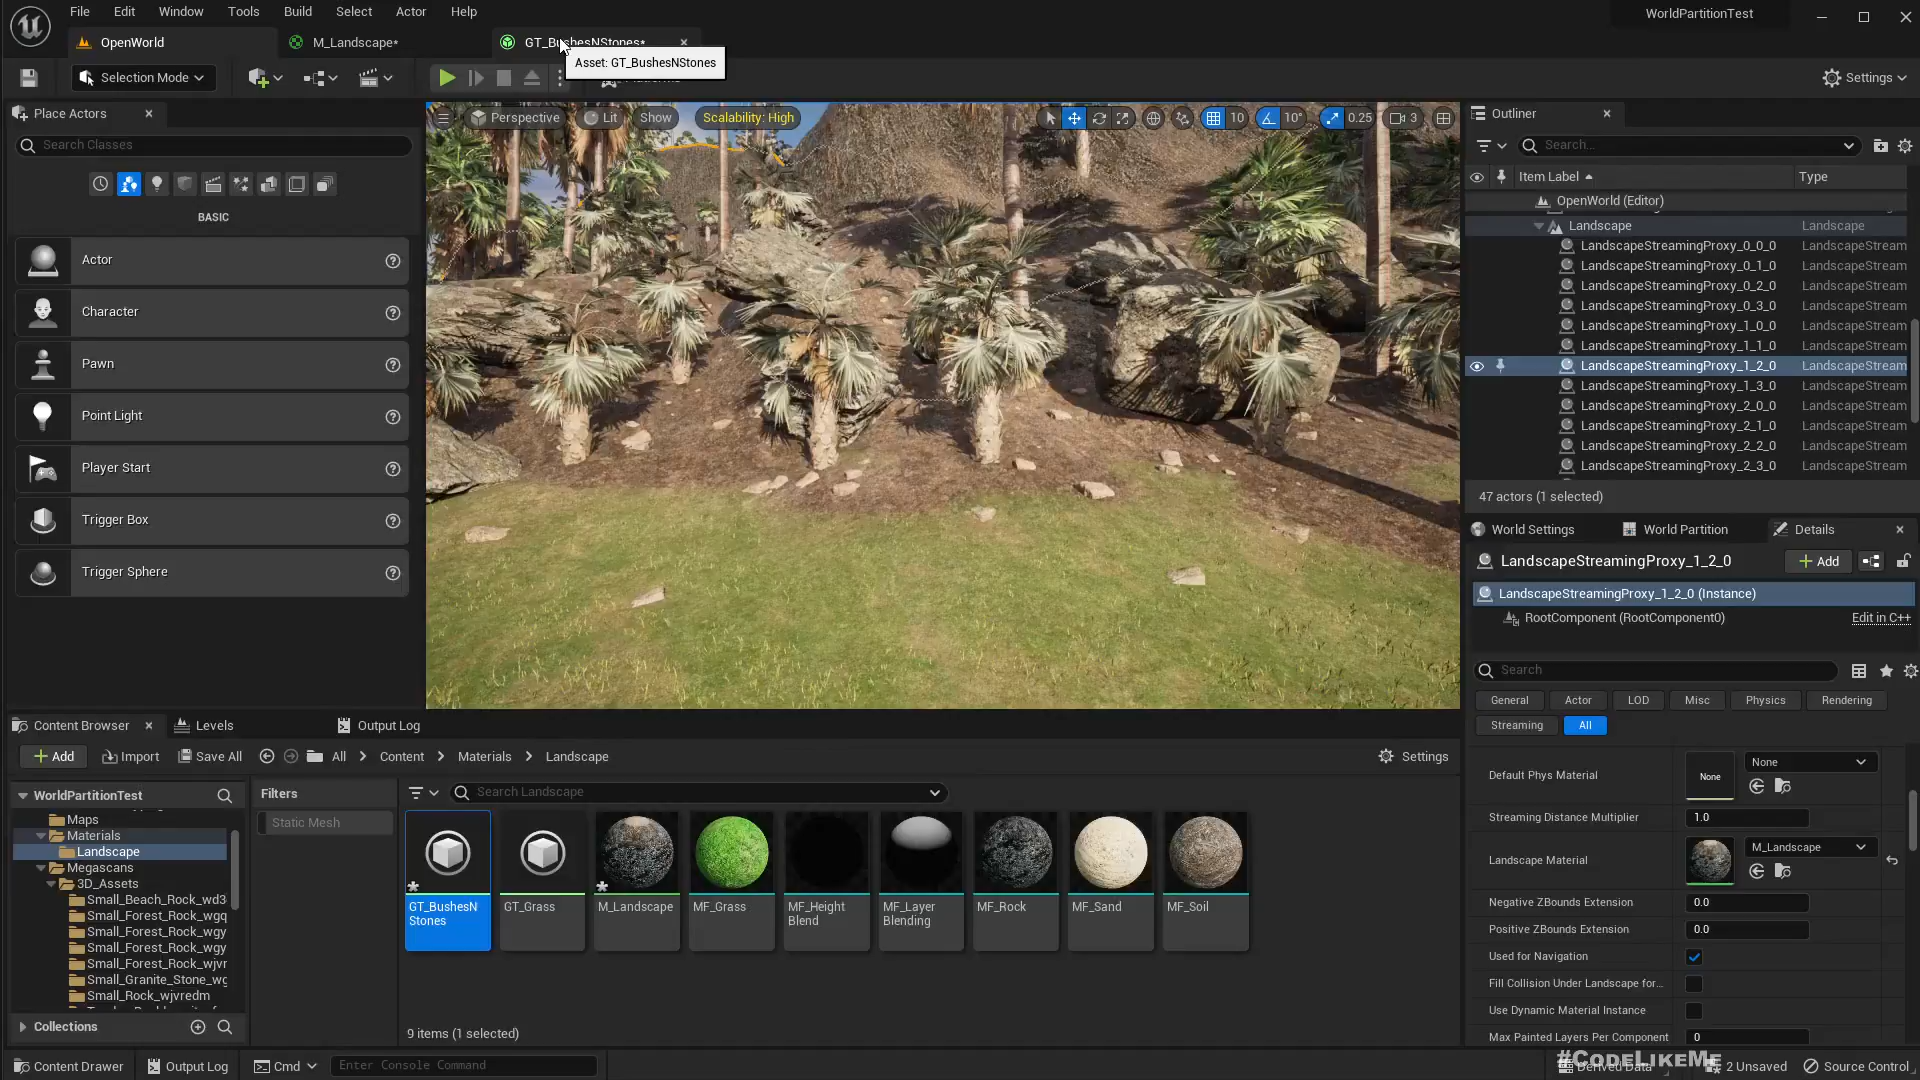 File Edit Window Tools Build Select Actor Help
WorldPartitionTest
OpenWorld
M_Landscape*
GT_BushesNStones*
Asset: GT_BushesNStones
Selection Mode
Settings
Place Actors
Search Classes
BASIC
Actor
Character
Pawn
Point Light
Player Start
Trigger Box
Trigger Sphere
Perspective Lit Show Scalability: High
10 10° 0.25 3
Outliner
Search...
Item Label Type
OpenWorld (Editor)
Landscape Landscape
LandscapeStreamingProxy_0_0_0 LandscapeStream
LandscapeStreamingProxy_0_1_0 LandscapeStream
LandscapeStreamingProxy_0_2_0 LandscapeStream
LandscapeStreamingProxy_0_3_0 LandscapeStream
LandscapeStreamingProxy_1_0_0 LandscapeStream
LandscapeStreamingProxy_1_1_0 LandscapeStream
LandscapeStreamingProxy_1_2_0 LandscapeStream
LandscapeStreamingProxy_1_3_0 LandscapeStream
LandscapeStreamingProxy_2_0_0 LandscapeStream
LandscapeStreamingProxy_2_1_0 LandscapeStream
LandscapeStreamingProxy_2_2_0 LandscapeStream
LandscapeStreamingProxy_2_3_0 LandscapeStream
47 actors (1 selected)
World Settings World Partition Details
LandscapeStreamingProxy_1_2_0 Add
LandscapeStreamingProxy_1_2_0 (Instance)
RootComponent (RootComponent0) Edit in C++
Search
General Actor LOD Misc Physics Rendering
Streaming All
Default Phys Material None None
Streaming Distance Multiplier 1.0
Landscape Material M_Landscape
Negative ZBounds Extension 0.0
Positive ZBounds Extension 0.0
Used for Navigation
Fill Collision Under Landscape for...
Use Dynamic Material Instance
Max Painted Layers Per Component 0
Content Browser Levels Output Log
Add Import Save All All Content Materials Landscape Settings
WorldPartitionTest
Maps
Materials
Landscape
Megascans
3D_Assets
Small_Beach_Rock_wd3
Small_Forest_Rock_wgq
Small_Forest_Rock_wgy
Small_Forest_Rock_wgy
Small_Forest_Rock_wjvr
Small_Granite_Stone_wg
Small_Rock_wjvredm
Collections
Filters
Static Mesh
Search Landscape
GT_BushesN
Stones
GT_Grass
M_Landscape
MF_Grass
MF_Height
Blend
MF_Layer
Blending
MF_Rock
MF_Sand
MF_Soil
9 items (1 selected)
Content Drawer Output Log Cmd Enter Console Command
#CodeLikeMe
Derived Data 2 Unsaved Source Control